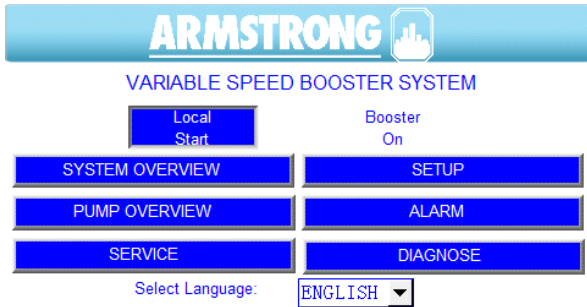 ARMSTRONG
VARIABLE SPEED BOOSTER SYSTEM
Local
Start
Booster
On
SYSTEM OVERVIEW
SETUP
PUMP OVERVIEW
ALARM
SERVICE
DIAGNOSE
Select Language:
ENGLISH